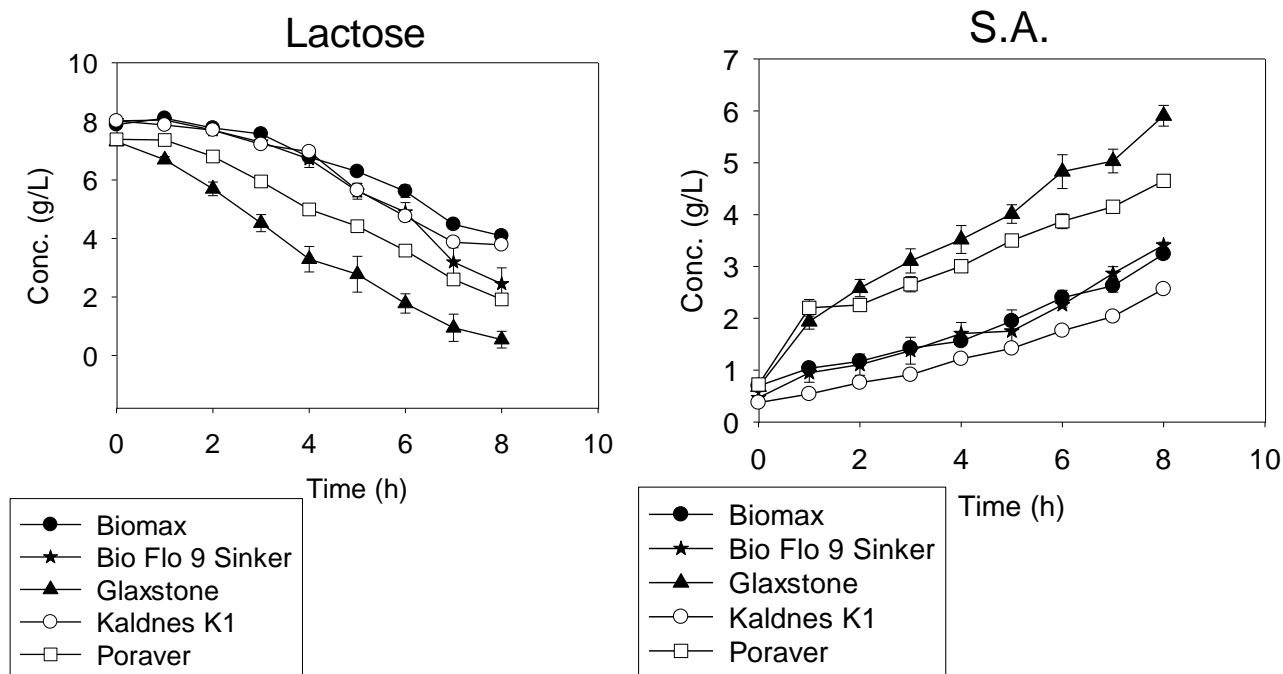 Lactose
10
8
6
4
2
0
Conc. (g/L)
0 2 4 6 8 10
Time (h)
Biomax
Bio Flo 9 Sinker
Glaxstone
Kaldnes K1
Poraver
S.A.
7
6
5
4
3
2
1
0
Conc. (g/L)
0 2 4 6 8 10
Time (h)
Biomax
Bio Flo 9 Sinker
Glaxstone
Kaldnes K1
Poraver